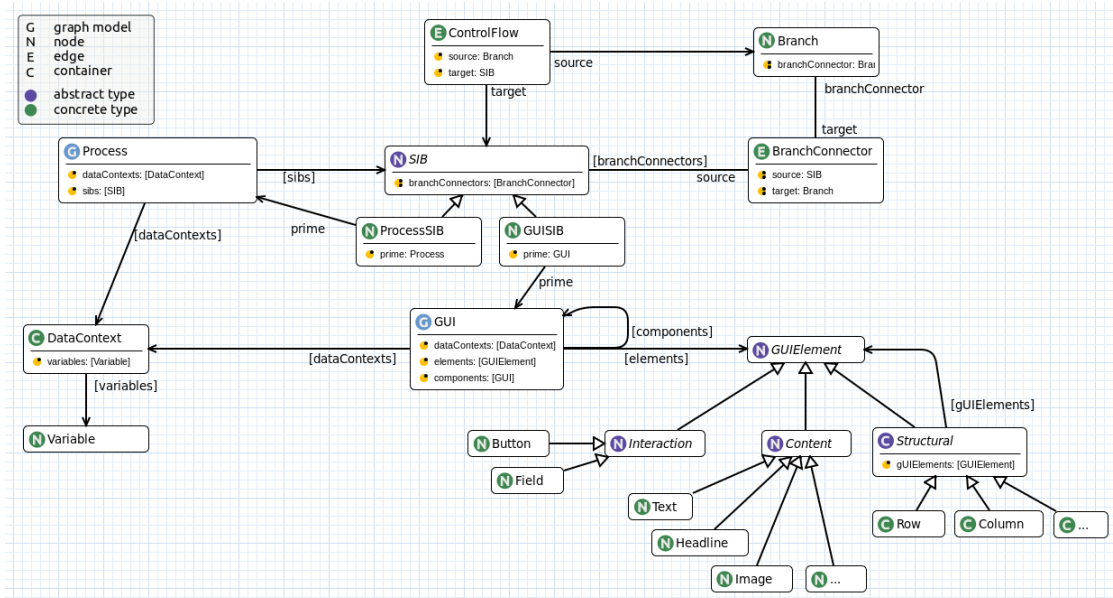 G graph model
N node
E edge
C container
abstract type
concrete type
E ControlFlow
source: Branch
target: SIB
source
target
N Branch
branchConnector: Brar
branchConnector
target
G Process
dataContexts: [DataContext]
sibs: [SIB]
[sibs]
N SIB
branchConnectors: [BranchConnector]
[branchConnectors]
source
E BranchConnector
source: SIB
target: Branch
prime
N ProcessSIB
prime: Process
N GUISIB
prime: GUI
[dataContexts]
prime
C DataContext
variables: [Variable]
[variables]
N Variable
[dataContexts]
G GUI
dataContexts: [DataContext]
elements: [GUIElement]
components: [GUI]
[components]
[elements]
N GUIElement
[gUIElements]
N Button
N Field
N Interaction
N Content
C Structural
gUIElements: [GUIElement]
N Text
N Headline
N Image
N ...
C Row
C Column
C ...